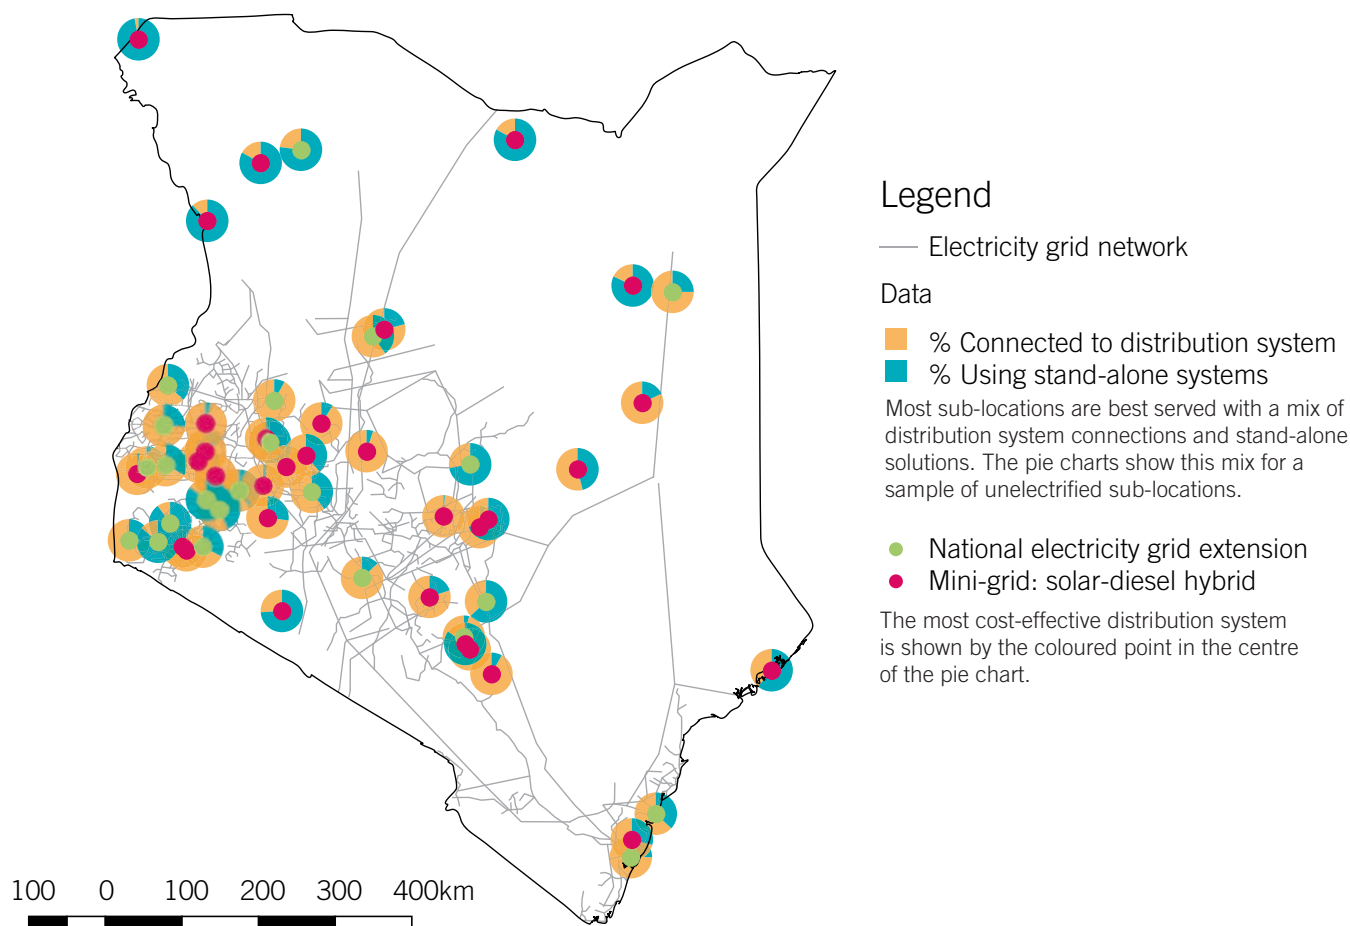 Legend
Electricity grid network
Data
% Connected to distribution system
% Using stand-alone systems
Most sub-locations are best served with a mix of
distribution system connections and stand-alone
solutions. The pie charts show this mix for a
sample of unelectrified sub-locations.
National electricity grid extension
Mini-grid: solar-diesel hybrid
The most cost-effective distribution system
is shown by the coloured point in the centre
of the pie chart.
100 0 100 200 300 400km